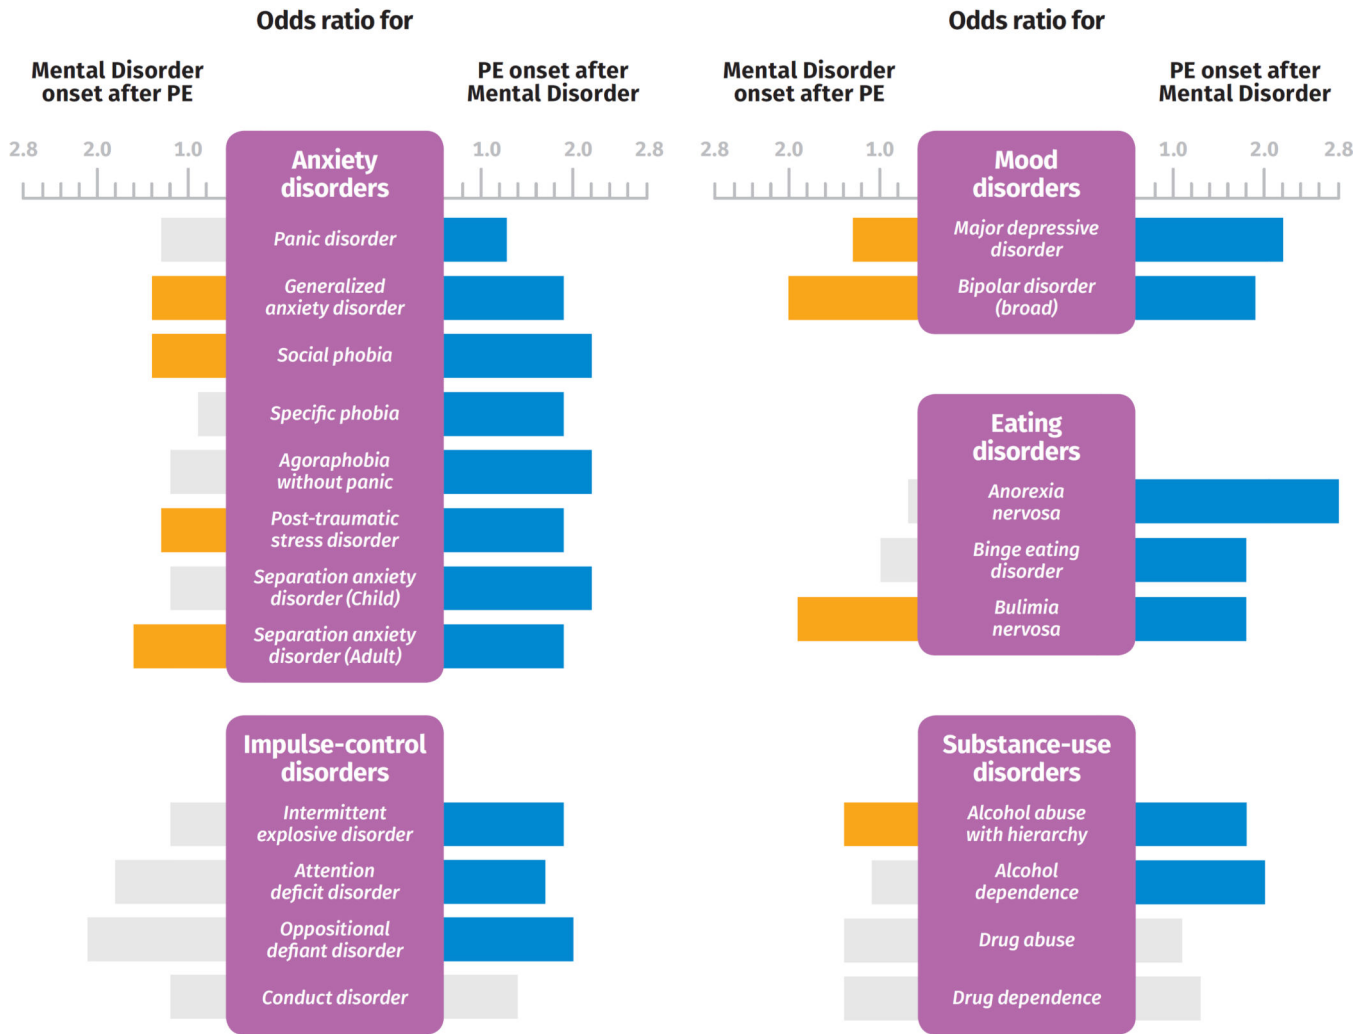 Odds ratio for
Mental Disorder
onset after PE
PE onset after
Mental Disorder
2.8 2.0 1.0 1.0 2.0 2.8
Anxiety
disorders
Panic disorder
Generalized
anxiety disorder
Social phobia
Specific phobia
Agoraphobia
without panic
Post-traumatic
stress disorder
Separation anxiety
disorder (Child)
Separation anxiety
disorder (Adult)
Impulse-control
disorders
Intermittent
explosive disorder
Attention
deficit disorder
Oppositional
defiant disorder
Conduct disorder
Odds ratio for
Mental Disorder
onset after PE
PE onset after
Mental Disorder
2.8 2.0 1.0 1.0 2.0 2.8
Mood
disorders
Major depressive
disorder
Bipolar disorder
(broad)
Eating
disorders
Anorexia
nervosa
Binge eating
disorder
Bulimia
nervosa
Substance-use
disorders
Alcohol abuse
with hierarchy
Alcohol
dependence
Drug abuse
Drug dependence